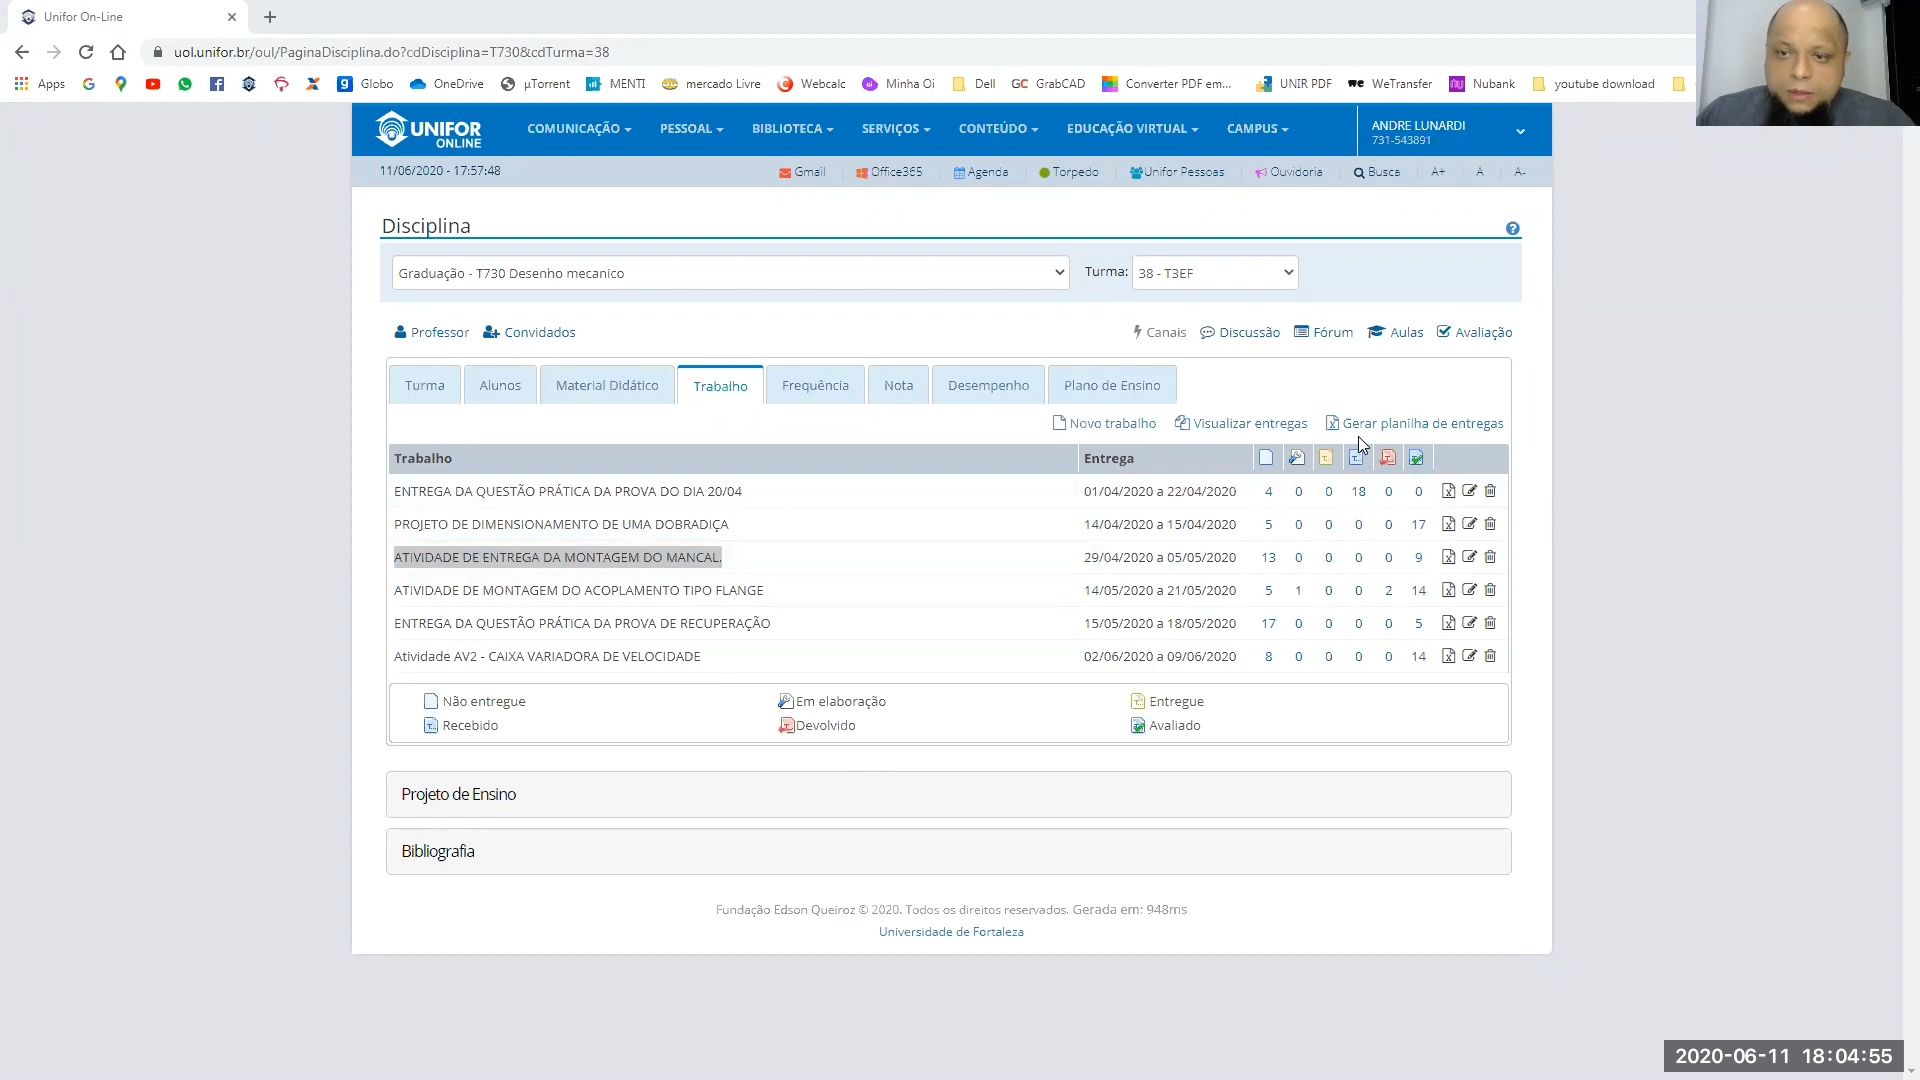 Unifor On-Line
uol.unifor.br/oul/PaginaDisciplina.do?cdDisciplina=T730&cdTurma=38
Apps Globo OneDrive µTorrent MENTI mercado Livre Webcalc Minha Oi Dell GC GrabCAD Converter PDF em... UNIR PDF we WeTransfer Nubank youtube download
UNIFOR ONLINE COMUNICAÇÃO PESSOAL BIBLIOTECA SERVIÇOS CONTEÚDO EDUCAÇÃO VIRTUAL CAMPUS ANDRE LUNARDI
731-543891
11/06/2020 - 17:57:48 Gmail Office365 Agenda Torpedo Unifor Pessoas Ouvidoria Busca A+ A A-
Disciplina
Graduação - T730 Desenho mecanico Turma: 38 - T3EF
Professor Convidados Canais Discussão Fórum Aulas Avaliação
Turma Alunos Material Didático Trabalho Frequência Nota Desempenho Plano de Ensino
Novo trabalho Visualizar entregas Gerar planilha de entregas
Trabalho Entrega
ENTREGA DA QUESTÃO PRÁTICA DA PROVA DO DIA 20/04 01/04/2020 a 22/04/2020 4 0 0 18 0 0
PROJETO DE DIMENSIONAMENTO DE UMA DOBRADIÇA 14/04/2020 a 15/04/2020 5 0 0 0 0 17
ATIVIDADE DE ENTREGA DA MONTAGEM DO MANCAL. 29/04/2020 a 05/05/2020 13 0 0 0 0 9
ATIVIDADE DE MONTAGEM DO ACOPLAMENTO TIPO FLANGE 14/05/2020 a 21/05/2020 5 1 0 0 2 14
ENTREGA DA QUESTÃO PRÁTICA DA PROVA DE RECUPERAÇÃO 15/05/2020 a 18/05/2020 17 0 0 0 0 5
Atividade AV2 - CAIXA VARIADORA DE VELOCIDADE 02/06/2020 a 09/06/2020 8 0 0 0 0 14
Não entregue Em elaboração Entregue
Recebido Devolvido Avaliado
Projeto de Ensino
Bibliografia
Fundação Edson Queiroz © 2020. Todos os direitos reservados. Gerada em: 948ms
Universidade de Fortaleza
2020-06-11 18:04:55